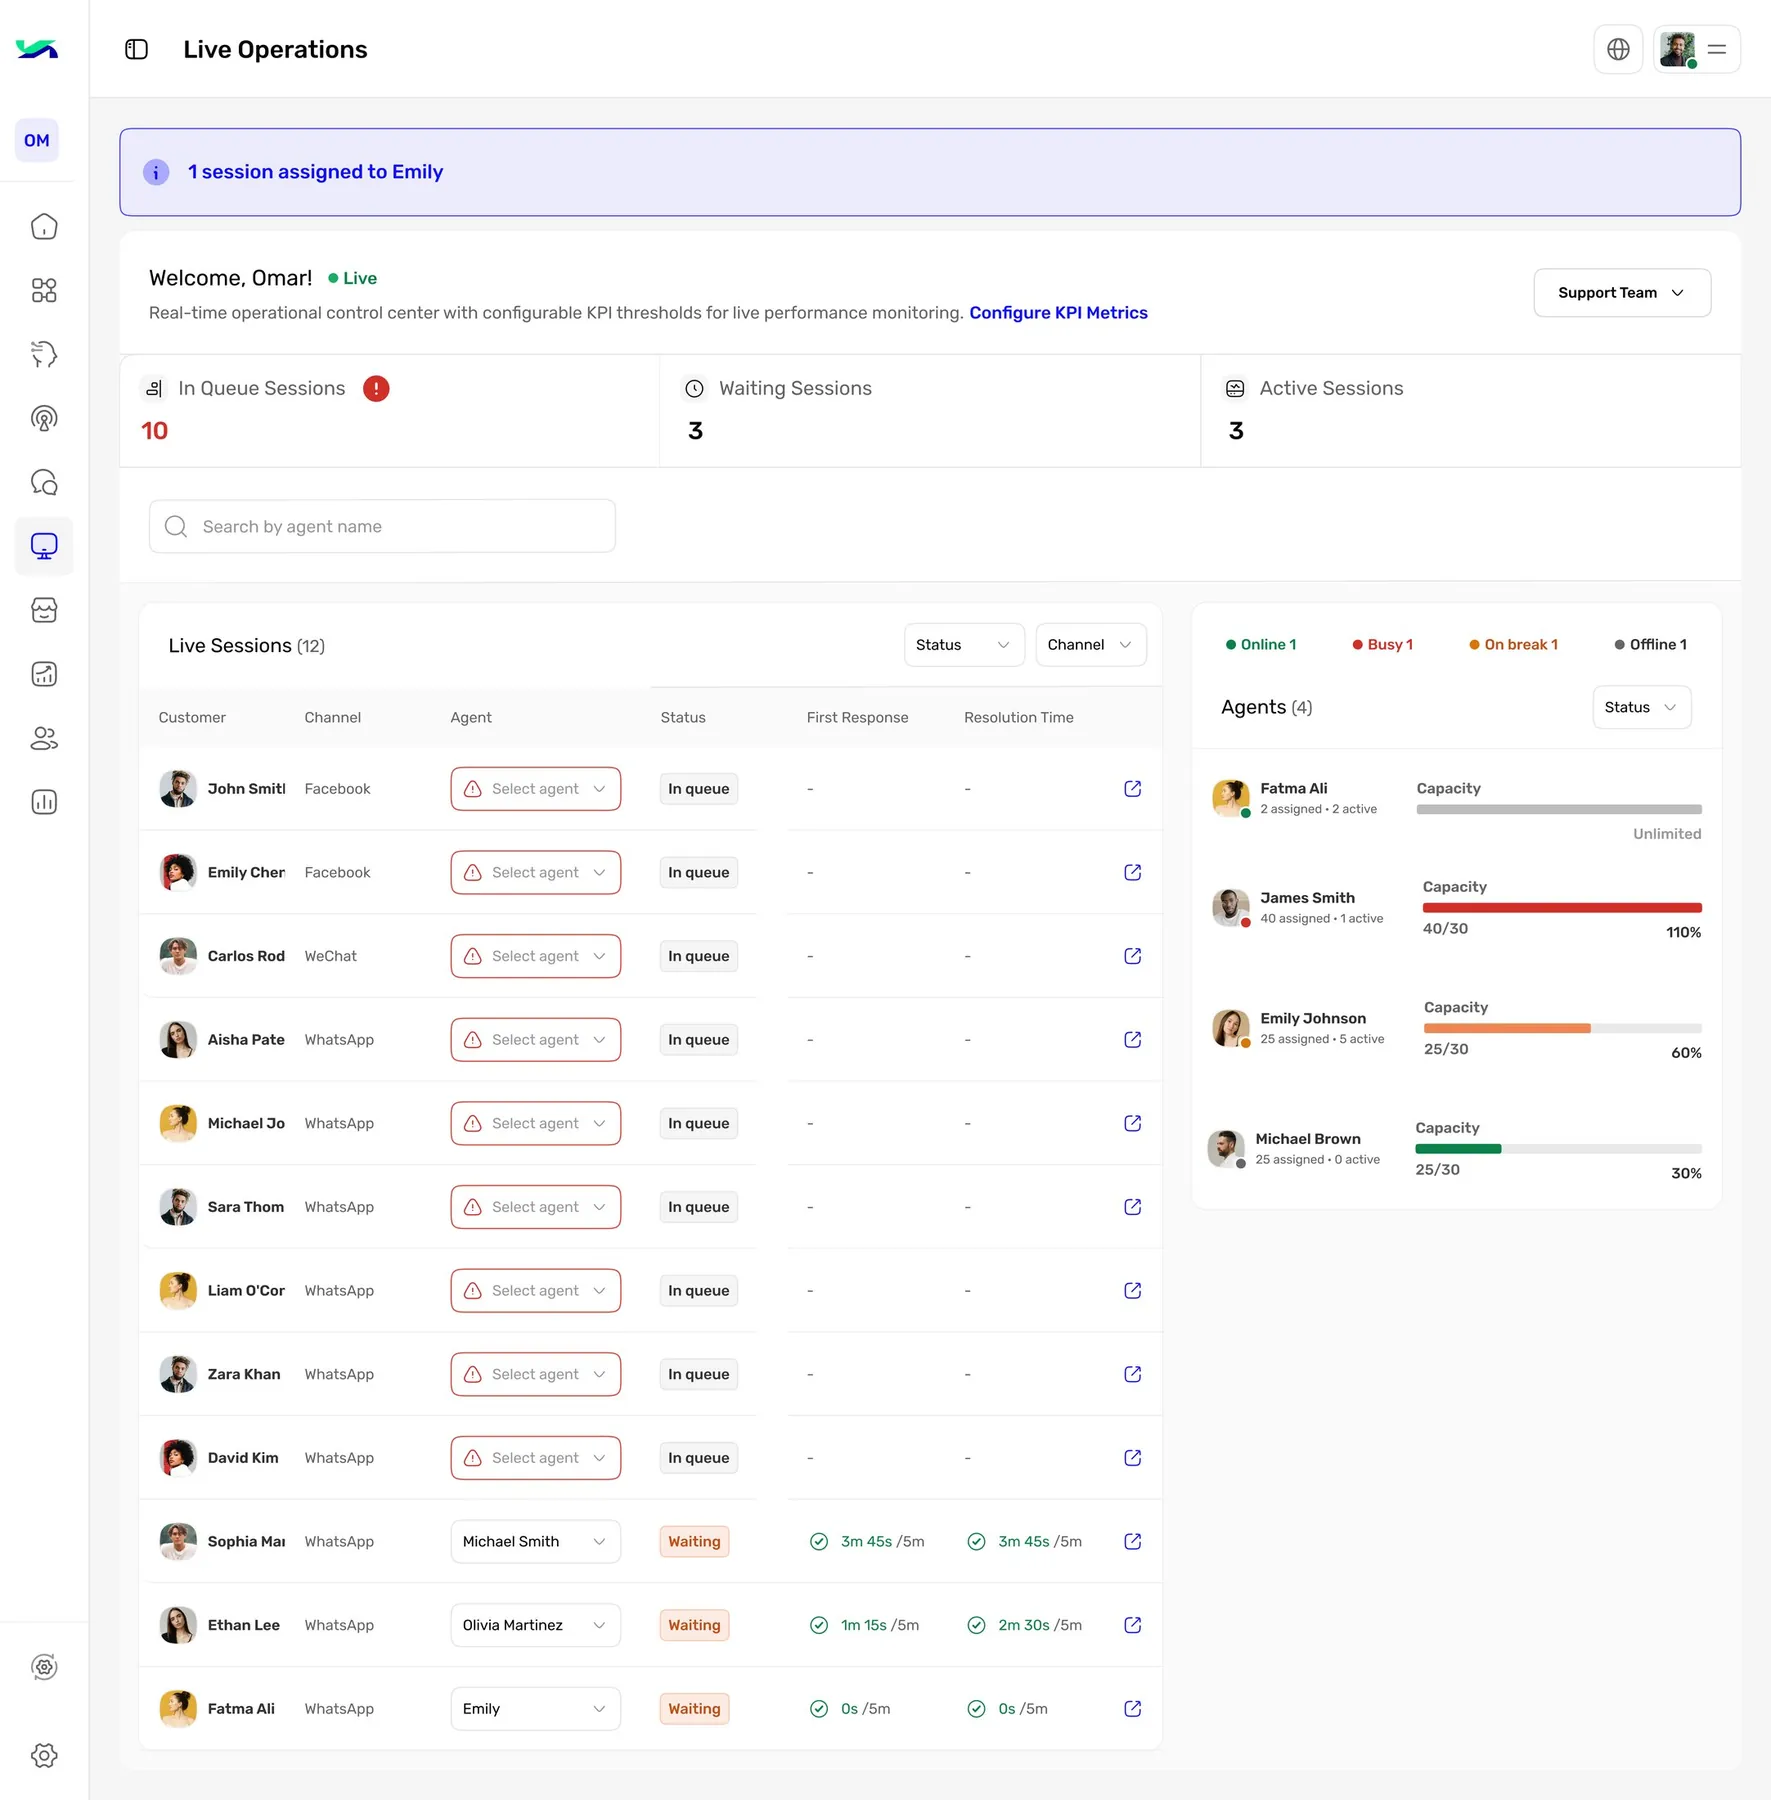 Live Operations
OM
1 session assigned to Emily
Welcome, Omar! Live
Real-time operational control center with configurable KPI thresholds for live performance monitoring. Configure KPI Metrics
Support Team
In Queue Sessions
10
Waiting Sessions
3
Active Sessions
3
Search by agent name
Live Sessions (12)
Status
Channel
Customer Channel Agent Status First Response Resolution Time
John Smitl Facebook Select agent In queue - -
Emily Cher Facebook Select agent In queue - -
Carlos Rod WeChat Select agent In queue - -
Aisha Pate WhatsApp Select agent In queue - -
Michael Jo WhatsApp Select agent In queue - -
Sara Thom WhatsApp Select agent In queue - -
Liam O'Cor WhatsApp Select agent In queue - -
Zara Khan WhatsApp Select agent In queue - -
David Kim WhatsApp Select agent In queue - -
Sophia Mar WhatsApp Michael Smith Waiting 3m 45s /5m 3m 45s /5m
Ethan Lee WhatsApp Olivia Martinez Waiting 1m 15s /5m 2m 30s /5m
Fatma Ali WhatsApp Emily Waiting 0s /5m 0s /5m
Online 1 Busy 1 On break 1 Offline 1
Agents (4)
Status
Fatma Ali
2 assigned • 2 active
Capacity
Unlimited
James Smith
40 assigned • 1 active
Capacity
40/30
110%
Emily Johnson
25 assigned • 5 active
Capacity
25/30
60%
Michael Brown
25 assigned • 0 active
Capacity
25/30
30%